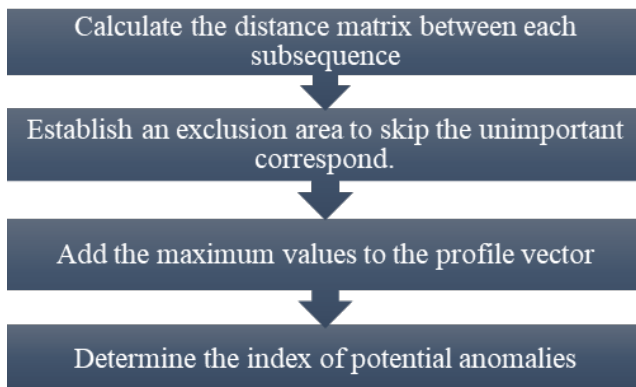 Calculate the distance matrix between each
subsequence
Establish an exclusion area to skip the unimportant
correspond.
Add the maximum values to the profile vector
Determine the index of potential anomalies